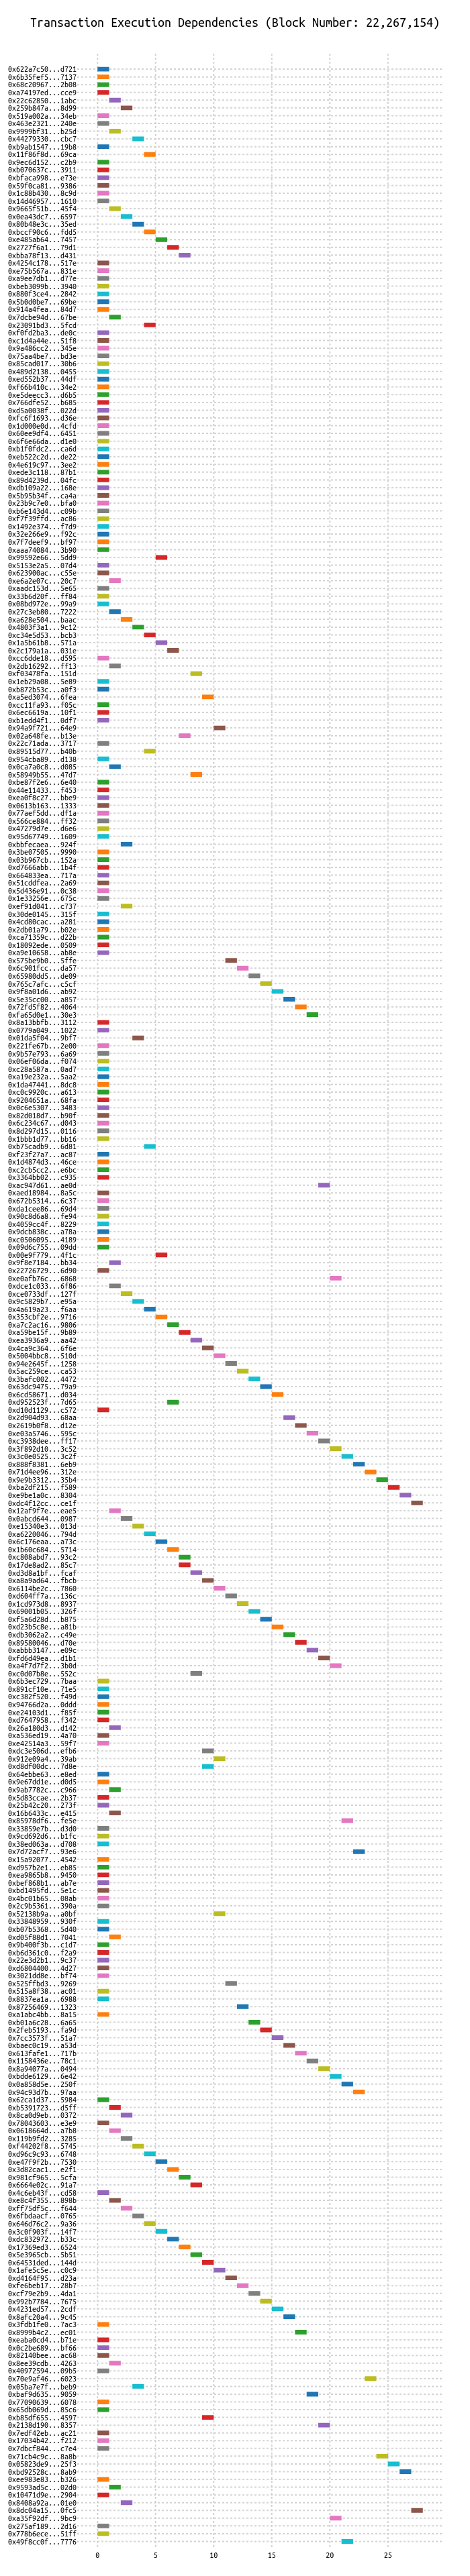 Transaction Execution Dependencies (Block Number: 22,267,154)
0x622a7c50...d721
0x6b35fef5...7137
0x68c20967...2b08
0xa74197ed...cce9
0x22c62850...1abc
0x259b847a...8d99
0x519a002a...34eb
0x463e2321...240e
0x9999bf31...b25d
0x44279330...cbc7
0xb9ab1547...19b8
0x11f86f8d...69ca
0x9ec6d152...c2b9
0xb070637c...3911
0xbfaca998...e73e
0x59f0ca81...9386
0x1c88b430...8c9d
0x14d46957...1610
0x9665f51b...45f4
0x0ea43dc7...6597
0x80b48e3c...35ed
0xbccf90c6...fdd5
0xe485ab64...7457
0x2727f6a1...79d1
0xbba78f13...d431
0x4254c178...517e
0xe75b567a...831e
0xa9ee7db1...d77e
0xbeb3099b...3940
0x880f3ce4...2842
0x5b0d0be7...69be
0x914a4fea...84d7
0x7dcbe94d...67be
0x23091bd3...5fcd
0xf0fd2ba3...de0c
0xc1d4a44e...51f8
0x9a486cc2...345e
0x75aa4be7...bd3e
0x85cad017...30b6
0x489d2138...0455
0xed552b37...44df
0xf66b410c...34e2
0xe5deecc3...d6b5
0x766dfe52...b685
0xd5a0038f...022d
0xfc6f1693...d36e
0x1d000e0d...4cfd
0x60ee9df4...6451
0x6f6e66da...d1e0
0xb1f0fdc2...ca6d
0xeb522c2d...de22
0x4e619c97...3ee2
0xede3c118...87b1
0x89d4239d...04fc
0xdb109a22...168e
0x5b95b34f...ca4a
0x23b9c7e0...bfa0
0xb6e143d4...c09b
0xf7f39ffd...ac86
0x1492e374...f7d9
0x32e266e9...f92c
0x7f7deef9...bf97
0xaaa74084...3b90
0x99592e66...5dd9
0x5153e2a5...07d4
0x623900ac...c55e
0xe6a2e07c...20c7
0xaadc153d...5e65
0x33b6d20f...ff84
0x08bd972e...99a9
0x27c3eb80...7222
0xa628e504...baac
0x4803f3a1...9c12
0xc34e5d53...bcb3
0x1a5b61b8...571a
0x2c179a1a...031e
0xcc6dde18...d595
0x2db16292...ff13
0xf03478fa...151d
0x1eb29a08...5e89
0xb872b53c...a0f3
0xa5ed3074...6fea
0xcc11fa93...f05c
0x6ec6619a...10f1
0xb1edd4f1...0df7
0x94a9f721...64e9
0x02a648fe...b13e
0x22c71ada...3717
0x89515d77...b40b
0x954cba89...d138
0x0ca7a0c8...d085
0x58949b55...47d7
0xbe87f2e6...6e40
0x44e11433...f453
0xea0f8c27...bbe9
0x0613b163...1333
0x77aef5dd...df1a
0x566ce884...ff32
0x47279d7e...d6e6
0x95d67749...1609
0xbbfecaea...924f
0x3be07505...9990
0x03b967cb...152a
0xd7666abb...1b4f
0x664833ea...717a
0x51cddfea...2a69
0x5d436e91...0c38
0x1e33256e...675c
0xef91d041...c737
0x30de0145...315f
0x4cd80cac...a281
0x2db01a79...b02e
0xca71359c...d22b
0x18092ede...0509
0xa9e10658...ab8e
0x575be9b0...5ffe
0x6c901fcc...da57
0x65980dd5...de09
0x765c7afc...c5cf
0x9f8a01d6...ab92
0x5e35cc00...a857
0x72fd5f82...4064
0xfa65d0e1...30e3
0x8a13bbfb...3112
0x0779a049...1022
0x01da5f04...9bf7
0x221fe67b...2e00
0x9b57e793...6a69
0x06ef06da...f074
0xc28a587a...0ad7
0xa19e232a...5aa2
0x1da47441...8dc8
0xc0c9920c...a613
0x9204651a...68fa
0x0c6e5307...3483
0x82d018d7...b90f
0x6c234c67...d043
0x8d297d15...0116
0x1bbb1d77...bb16
0xb75cadb9...6d81
0xf23f27a7...ac87
0x1d4874d3...46ce
0xc2cb5cc2...e6bc
0x3364bb02...c935
0xac947d61...ae0d
0xaed18984...8a5c
0x672b5314...6c37
0xda1cee86...69d4
0x90c8d6a8...fe94
0x4059cc4f...8229
0x9dcb838c...a78a
0xc0506095...4189
0x09d6c755...09dd
0x00e9f779...4f1c
0x9f8e7184...bb34
0x22726729...6d90
0xe0afb76c...6868
0xdce1c033...6f86
0xce0733df...127f
0x9c5829b7...e95a
0x4a619a23...f6aa
0x353cbf2e...9716
0xa7c2ac16...9806
0xa59be15f...9b89
0xea3936a9...aa42
0x4ca9c364...6f6e
0x5004bbc8...510d
0x94e2645f...1258
0x5ac259ce...ca53
0x3bafc002...4472
0x63dc9475...79a9
0x6cd58671...d034
0xd952523f...7d65
0xd10d1129...c572
0x2d904d93...68aa
0x2619b0f8...d12e
0xe03a5746...595c
0xc3938dee...ff17
0x3f892d10...3c52
0x3c0e0525...3c2f
0x888f8381...6eb9
0x71d4ee96...312e
0x9e9b3312...35b4
0xba2df215...f589
0xe9be1a0c...8304
0xdc4f12cc...ce1f
0x12af9f7e...eae5
0x0abcd644...0987
0xe15340e3...013d
0xa6220046...794d
0x6c176eaa...a73c
0x1b60c684...5714
0xc808abd7...93c2
0x17de8ad2...85c7
0xd3d8a1bf...fcaf
0xa8a9ad64...fbcb
0x6114be2c...7860
0xd604ff7a...136c
0x1cd973d8...8937
0x69001b05...326f
0xf5a6d28d...b875
0xd23b5c8e...a81b
0xdb3062a2...c49e
0x89580046...d70e
0xabbb3147...e09c
0xfd6d49ea...d1b1
0xa4f7d7f2...3b0d
0xc0d07b8e...552c
0x6b3ec729...7baa
0x891cf10e...71e5
0xc382f520...f49d
0x94766d2a...0ddd
0xe24103d1...f85f
0xd7647958...f342
0x26a180d3...d142
0xa536ed19...4a70
0xe42514a3...59f7
0xdc3e506d...efb6
0x912e09a4...39ab
0xd8df00dc...7d8e
0x64ebbe63...e8ed
0x9e67dd1e...d0d5
0x9ab7782c...c966
0x5d83ccae...2b37
0x25b42c20...273f
0x16b6433c...e415
0x85978df6...fe5e
0x33859e7b...d3d0
0x9cd692d6...b1fc
0x38ed063a...d708
0x7d72acf7...93e6
0x15a92077...4542
0xd957b2e1...eb85
0xea9865b8...9450
0xbef868b1...ab7e
0xbd1495fd...5e1c
0x4bc01b65...08ab
0x2c9b5361...390a
0x52138b9a...a0bf
0x33848959...930f
0xb07b5368...5d40
0xd05f88d1...7041
0x9b400f3b...c1d7
0xb6d361c0...f2a9
0x22e3d2b1...9c37
0xd6804400...4d27
0x3021dd8e...bf74
0x525ffbd3...9269
0x515a8f38...ac01
0x8837ea1a...6988
0x87256469...1323
0xa1abc4bb...8a15
0xb01a6c28...6a65
0x2feb5193...fa9d
0x7cc3573f...51a7
0xbaec0c19...a53d
0x613fafe1...717b
0x1158436e...78c1
0x8a94077a...0494
0xbdde6129...6e42
0x0a858d5e...250f
0x94c93d7b...97aa
0x62ca1d37...5984
0xb5391723...d5ff
0x8ca0d9eb...0372
0x78043603...e3e9
0x0618664d...a7b8
0x119b9fd2...3285
0xf44202f8...5745
0xd96c9c93...6748
0xe47f9f2b...7530
0x3d82cac1...e2f1
0x981cf965...5cfa
0x6664e02c...91a7
0x4c6eb43f...cd58
0xe8c4f355...898b
0xff75df5c...f644
0x6fbdaacf...0765
0x646d76c2...9a36
0x3c0f903f...14f7
0xdc832972...b33c
0x17369ed3...6524
0x5e3965cb...5b51
0x64531ded...144d
0x1afe5c5e...c0c9
0xd4164f95...d23a
0xfe6beb17...28b7
0xcf79e2b9...4da1
0x992b7784...7675
0x4231ed57...2cdf
0x8afc20a4...9c45
0x3fdb1fe0...7ac3
0x8999b4c2...ec01
0xeaba0cd4...b71e
0x0c2be689...bf66
0x82140bee...ac68
0x8ee39cdb...4263
0x40972594...09b5
0x70e9af46...6023
0x05ba7e7f...beb9
0xbaf9d635...9059
0x77090639...6078
0x65db069d...85c6
0xb85df655...4597
0x2138d190...8357
0x7edf42eb...ac21
0x17034b42...f212
0x7dbcf844...c7e4
0x71cb4c9c...8a8b
0x05823de9...25f3
0xbd92528c...8ab9
0xee983e83...b326
0x9593ad5c...02d0
0x10471d9e...2904
0x8408a92a...01e0
0x8dc04a15...0fc5
0xa35f92df...9bc9
0x275af189...2d16
0x778b6ece...51ff
0x49f8cc0f...7776
0 5 10 15 20 25